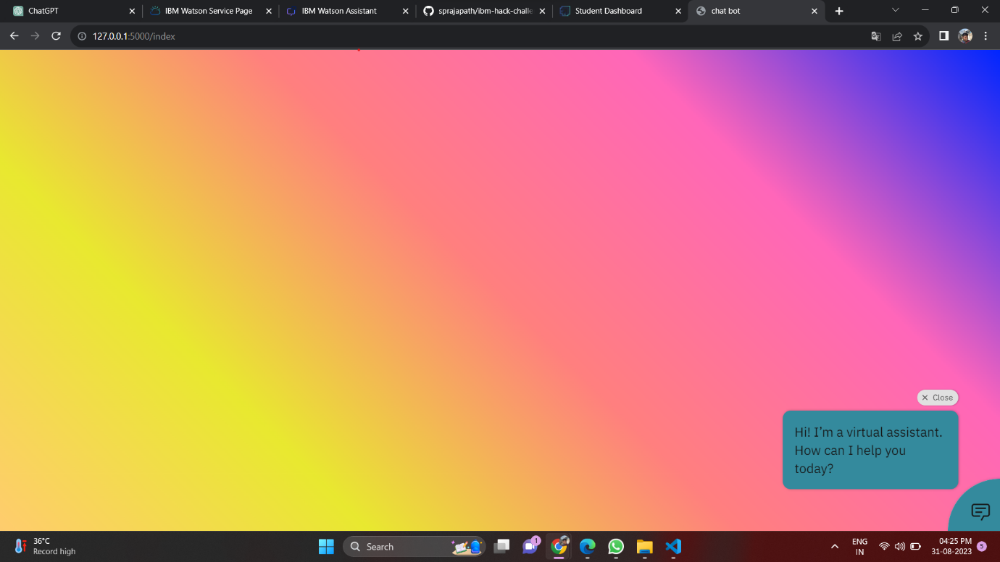 ChatGPT
IBM Watson Service Page
IBM Watson Assistant
sprajapath/ibm-hack-challe
Student Dashboard
chat bot
127.0.0.1:5000/index
Close
Hi! I'm a virtual assistant.
How can I help you
today?
36°C
Record high
Search
1
ENG
IN
04:25 PM
31-08-2023
5